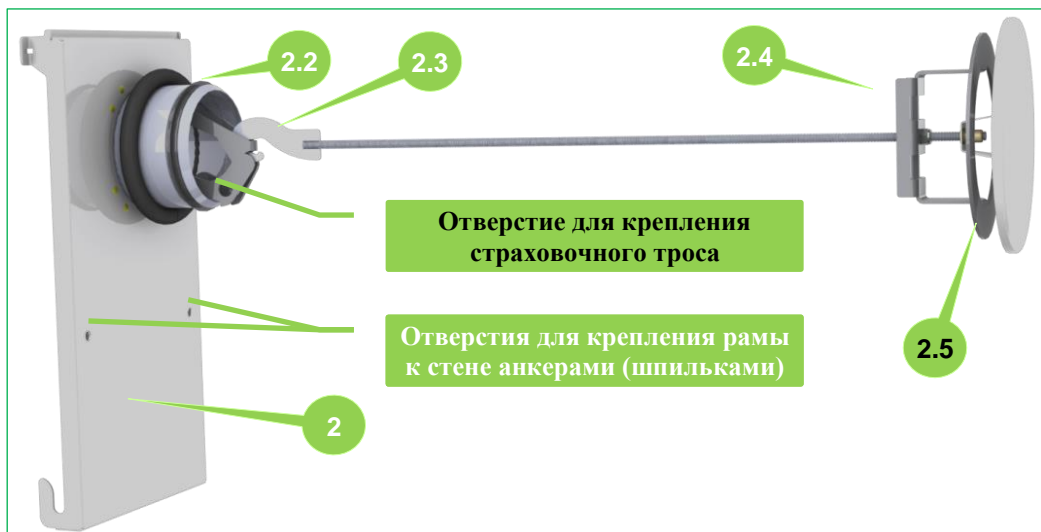 2.2
2.3
2.4
Отверстие для крепления
страховочного троса
Отверстия для крепления рамы
к стене анкерами (шпильками)
2.5
2